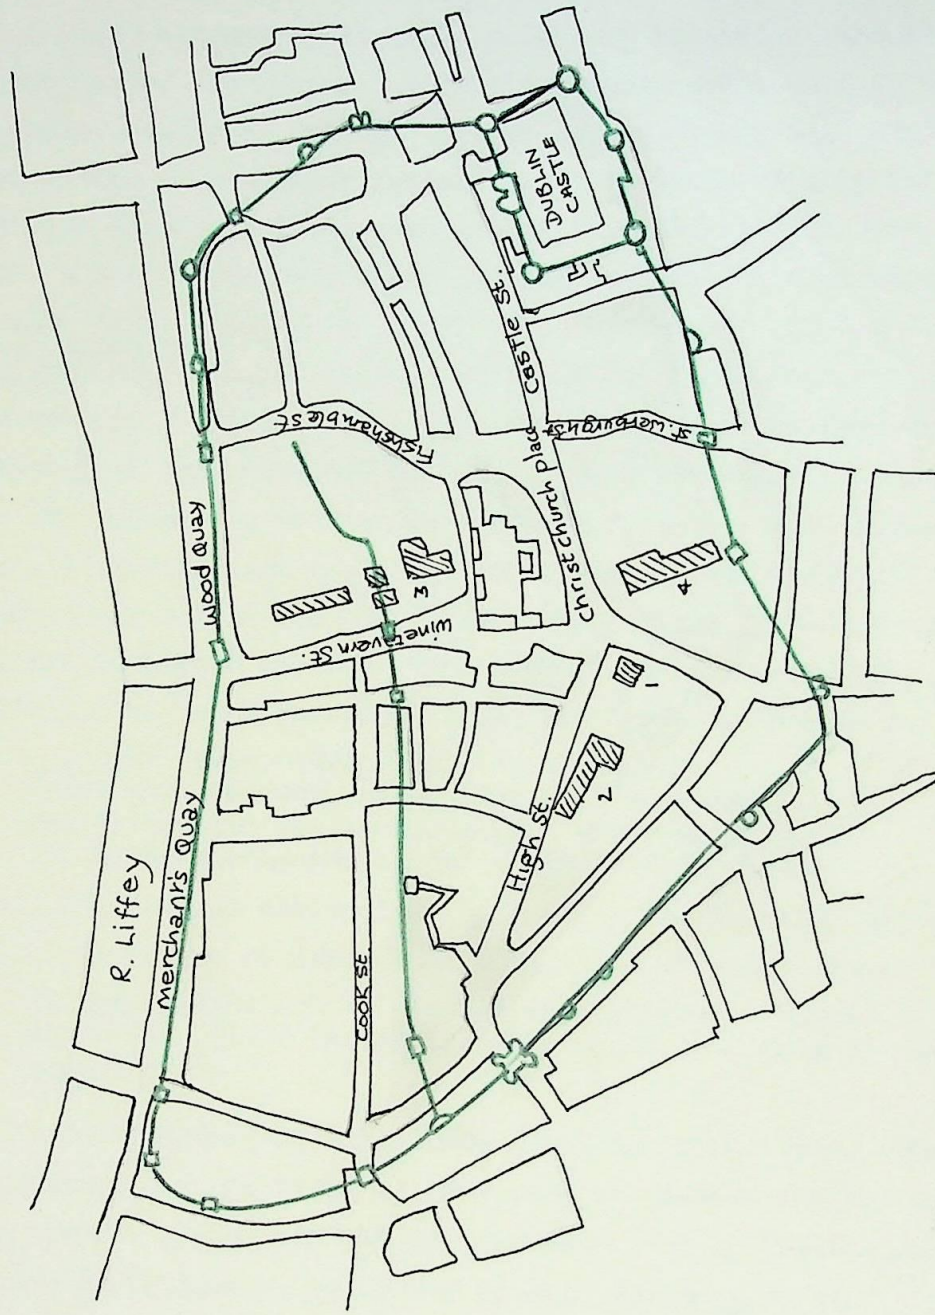 DUBLIN
CASTLE
Castle St.
Fishshamble St.
St. Werburgh St.
Christchurch Place
Wood Quay
Winetavern St.
3
4
1
2
High St.
Merchant's Quay
R. Liffey
Cook St.